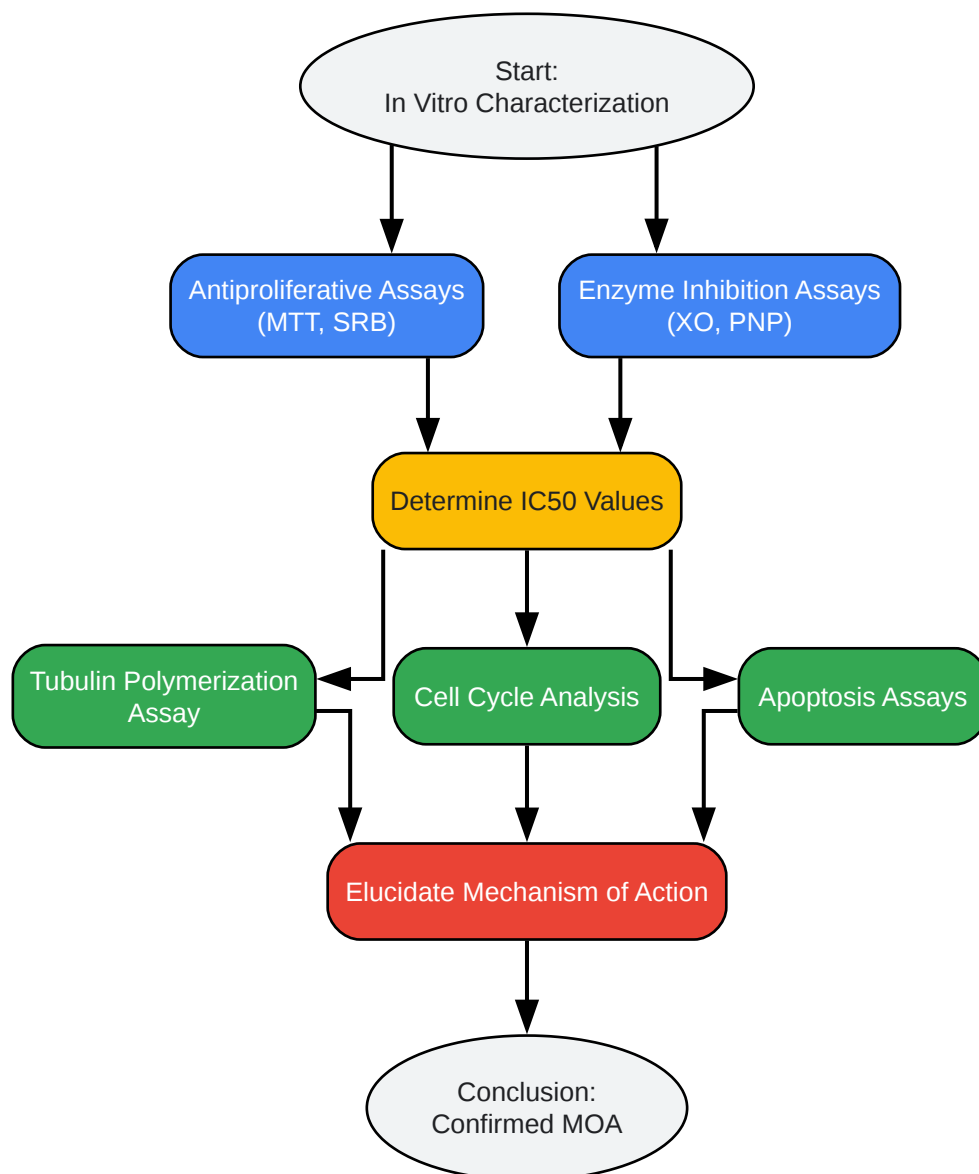 Start:
In Vitro Characterization
Antiproliferative Assays
(MTT, SRB)
Enzyme Inhibition Assays
(XO, PNP)
Determine IC50 Values
Tubulin Polymerization
Assay
Cell Cycle Analysis
Apoptosis Assays
Elucidate Mechanism of Action
Conclusion:
Confirmed MOA